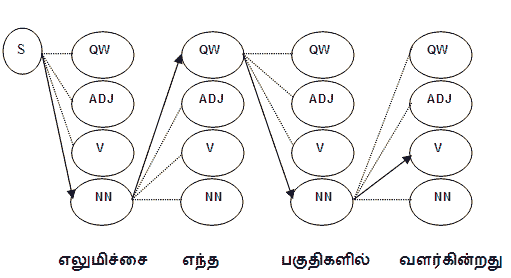 S QW QW QW QW
ADJ ADJ ADJ ADJ
V V V V
NN NN NN NN
எலுமிச்சை எந்த பகுதிகளில் வளர்கின்றது